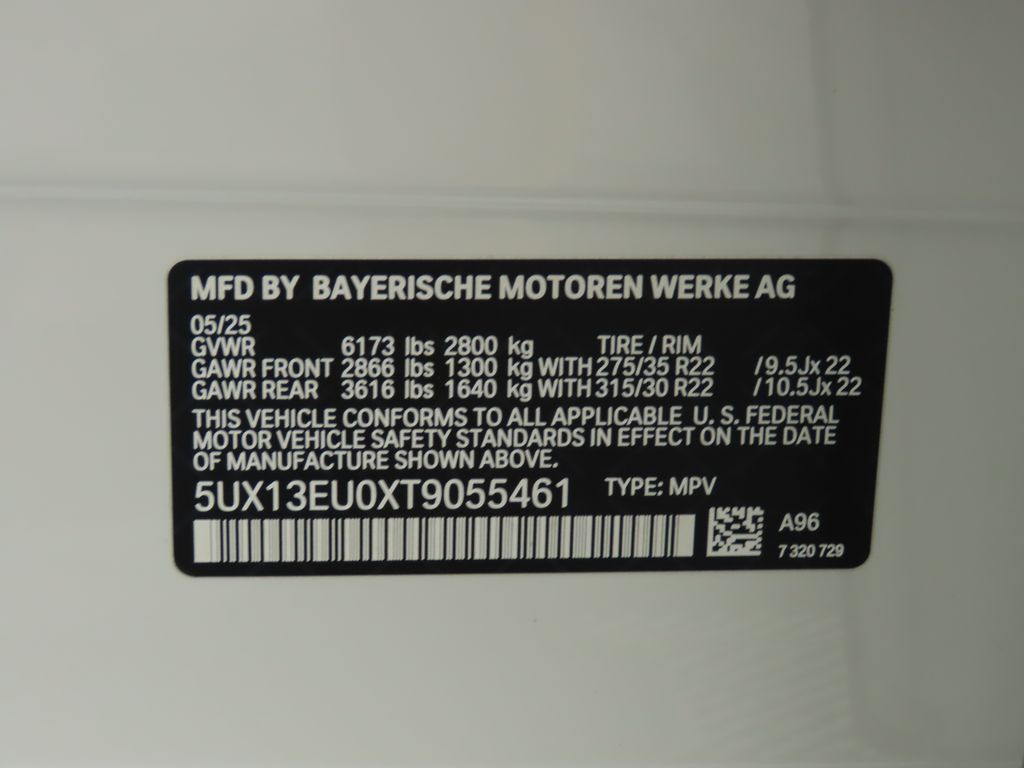 MFD BY BAYERISCHE MOTOREN WERKE AG
05/25
GVWR 6173 lbs 2800 kg TIRE / RIM
GAWR FRONT 2866 lbs 1300 kg WITH 275/35 R22 /9.5Jx 22
GAWR REAR 3616 lbs 1640 kg WITH 315/30 R22 /10.5Jx 22
THIS VEHICLE CONFORMS TO ALL APPLICABLE U. S. FEDERAL
MOTOR VEHICLE SAFETY STANDARDS IN EFFECT ON THE DATE
OF MANUFACTURE SHOWN ABOVE.
5UX13EU0XT9055461 TYPE: MPV
A96
7 320 729